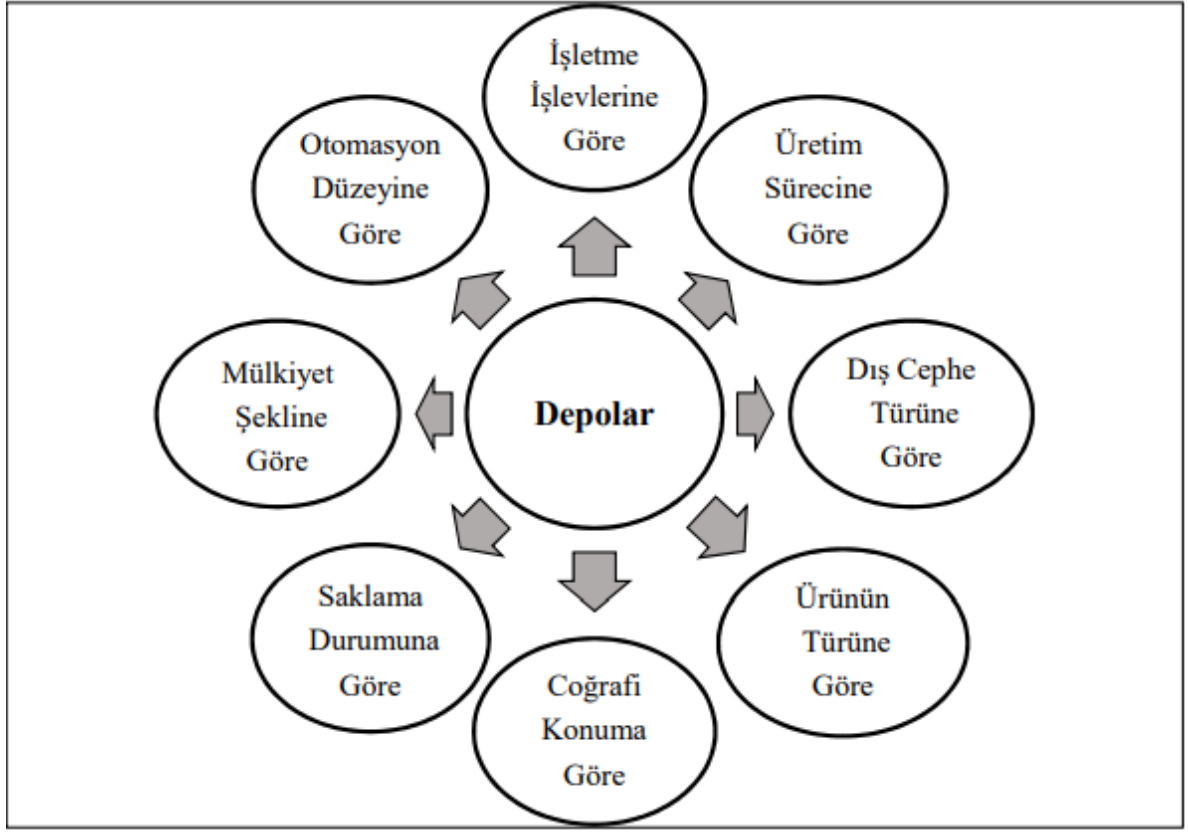 İşletme
İşlevlerine
Göre
Otomasyon
Düzeyine
Göre
Üretim
Sürecine
Göre
Mülkiyet
Şekline
Göre
Depolar
Dış Cephe
Türüne
Göre
Saklama
Durumuna
Göre
Ürünün
Türüne
Göre
Coğrafi
Konuma
Göre